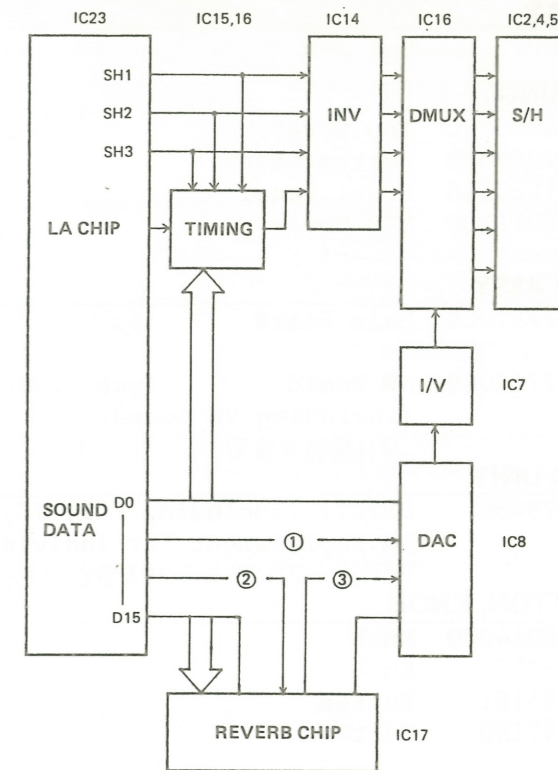 IC23 IC15,16 IC14 IC16 IC2,4,5
SH1
SH2
SH3
INV
DMUX
S/H
LA CHIP
TIMING
I/V
IC7
SOUND
DATA
D0
①
②
③
D15
DAC
IC8
REVERB CHIP
IC17